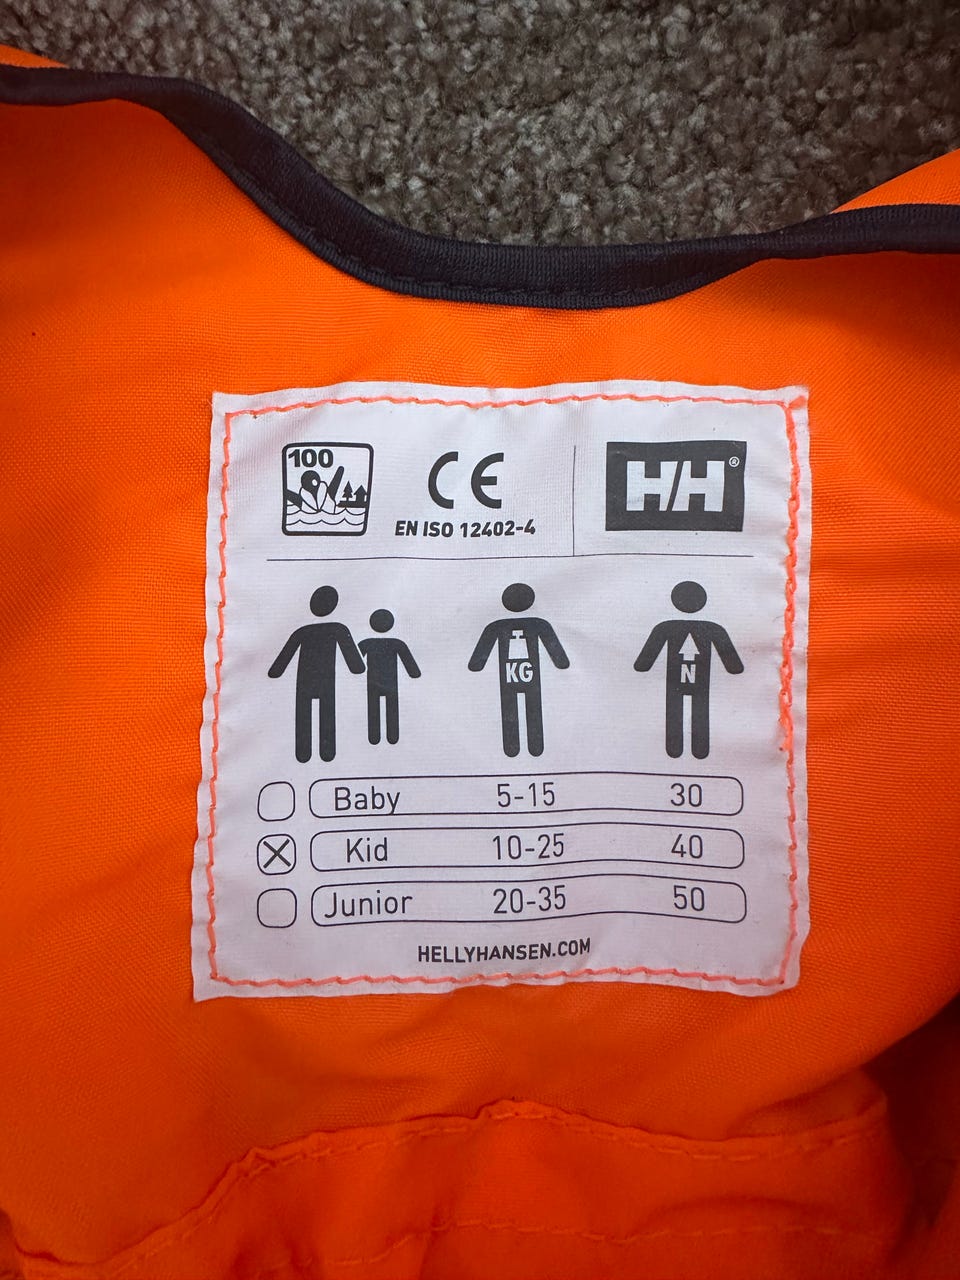 100
CE
EN ISO 12402-4
HH®
KG
N
Baby 5-15 30
Kid 10-25 40
Junior 20-35 50
HELLYHANSEN.COM